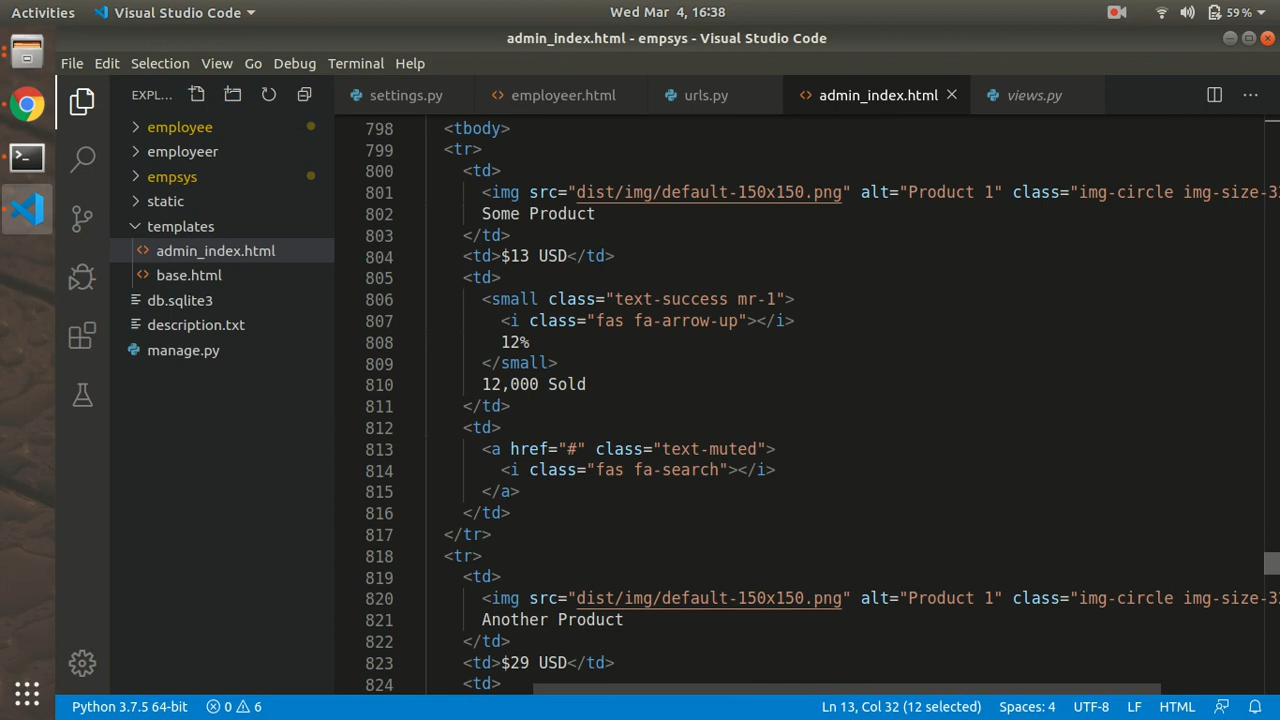 Activities Visual Studio Code Wed Mar 4, 16:38 59 %
admin_index.html - empsys - Visual Studio Code
File Edit Selection View Go Debug Terminal Help
EXPL... settings.py employeer.html urls.py admin_index.html views.py
employee
employeer
empsys
static
templates
admin_index.html
base.html
db.sqlite3
description.txt
manage.py
798 <tbody>
799 <tr>
800 <td>
801 <img src="dist/img/default-150x150.png" alt="Product 1" class="img-circle img-size-32
802 Some Product
803 </td>
804 <td>$13 USD</td>
805 <td>
806 <small class="text-success mr-1">
807 <i class="fas fa-arrow-up"></i>
808 12%
809 </small>
810 12,000 Sold
811 </td>
812 <td>
813 <a href="#" class="text-muted">
814 <i class="fas fa-search"></i>
815 </a>
816 </td>
817 </tr>
818 <tr>
819 <td>
820 <img src="dist/img/default-150x150.png" alt="Product 1" class="img-circle img-size-32
821 Another Product
822 </td>
823 <td>$29 USD</td>
824 <td>
Python 3.7.5 64-bit 0 6 Ln 13, Col 32 (12 selected) Spaces: 4 UTF-8 LF HTML